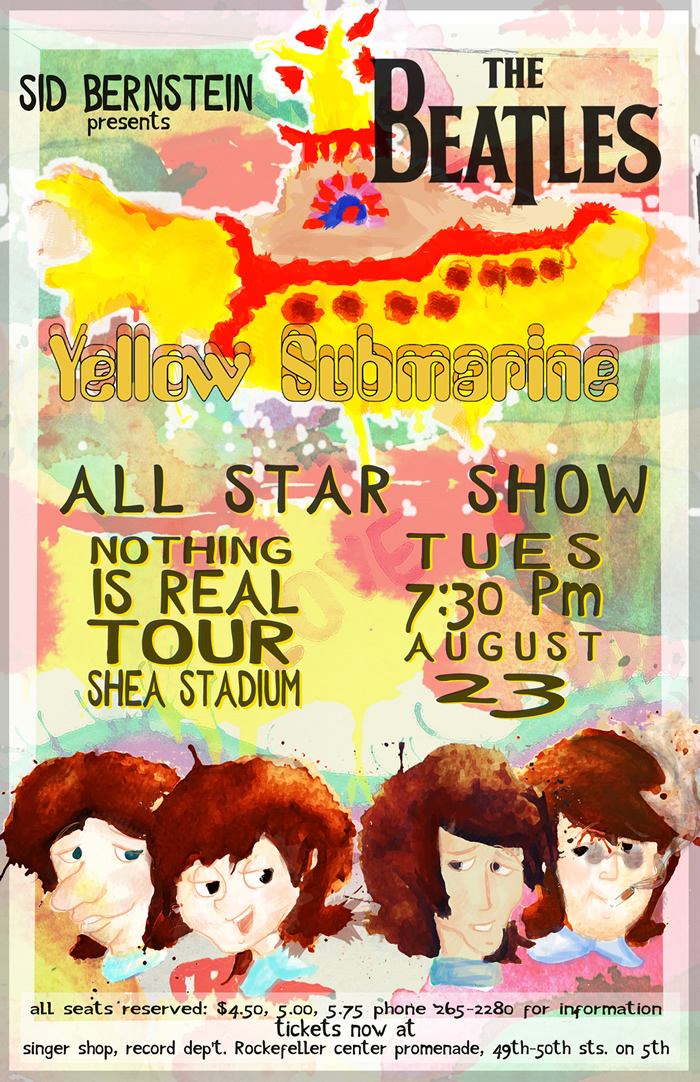 SID BERNSTEIN
presents
THE
BEATLES
Yellow Submarine
ALL STAR SHOW
NOTHING
IS REAL
TOUR
SHEA STADIUM
TUES
7:30 Pm
AUGUST
23
LOVE
all seats reserved: $4.50, 5.00, 5.75 phone 265-2280 for information
tickets now at
singer shop, record dep't. Rockefeller center promenade, 49th-50th sts. on 5th